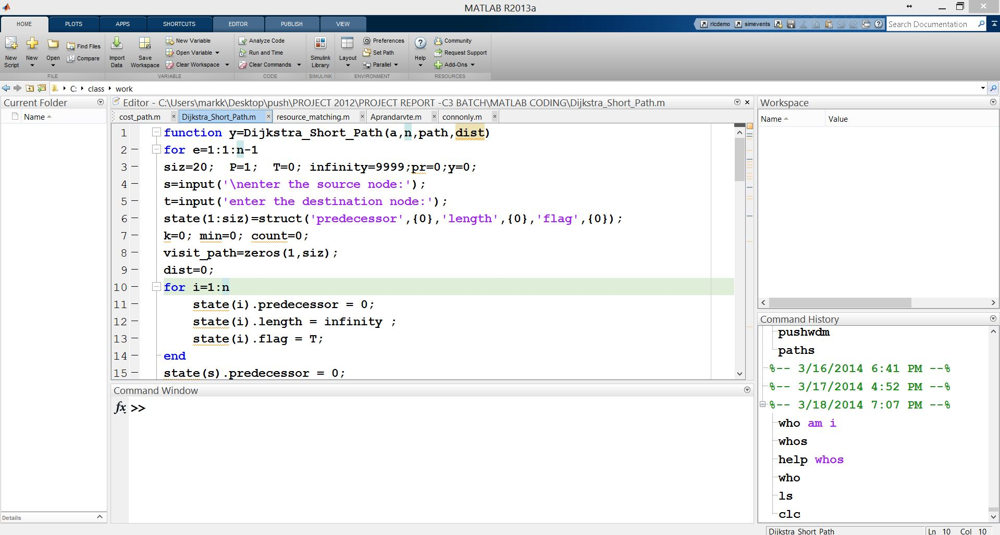 MATLAB R2013a
HOME PLOTS APPS SHORTCUTS EDITOR PUBLISH VIEW rlcdemo simevents Search Documentation
New Script New Open Find Files Compare
FILE
Import Data Save Workspace New Variable Open Variable Clear Workspace
VARIABLE
Analyze Code Run and Time Clear Commands
CODE
Simulink Library
SIMULINK
Layout Preferences Set Path Parallel
ENVIRONMENT
Help Community Request Support Add-Ons
RESOURCES
C: class work
Current Folder
Name
Details
Editor - C:\Users\markk\Desktop\push\PROJECT 2012\PROJECT REPORT -C3 BATCH\MATLAB CODING\Dijkstra_Short_Path.m
cost_path.m Dijkstra_Short_Path.m resource_matching.m Aprandarvte.m connonly.m
1 function y=Dijkstra_Short_Path(a,n,path,dist)
2 for e=1:1:n-1
3 siz=20; P=1; T=0; infinity=9999;pr=0;y=0;
4 s=input('\nenter the source node:');
5 t=input('enter the destination node:');
6 state(1:siz)=struct('predecessor',{0},'length',{0},'flag',{0});
7 k=0; min=0; count=0;
8 visit_path=zeros(1,siz);
9 dist=0;
10 for i=1:n
11 state(i).predecessor = 0;
12 state(i).length = infinity ;
13 state(i).flag = T;
14 end
15 state(s).predecessor = 0;
Command Window
fx >>
Workspace
Name Value
Command History
pushwdm
paths
%-- 3/16/2014 6:41 PM --%
%-- 3/17/2014 4:52 PM --%
%-- 3/18/2014 7:07 PM --%
who am i
whos
help whos
who
ls
clc
Dijkstra_Short_Path Ln 10 Col 10